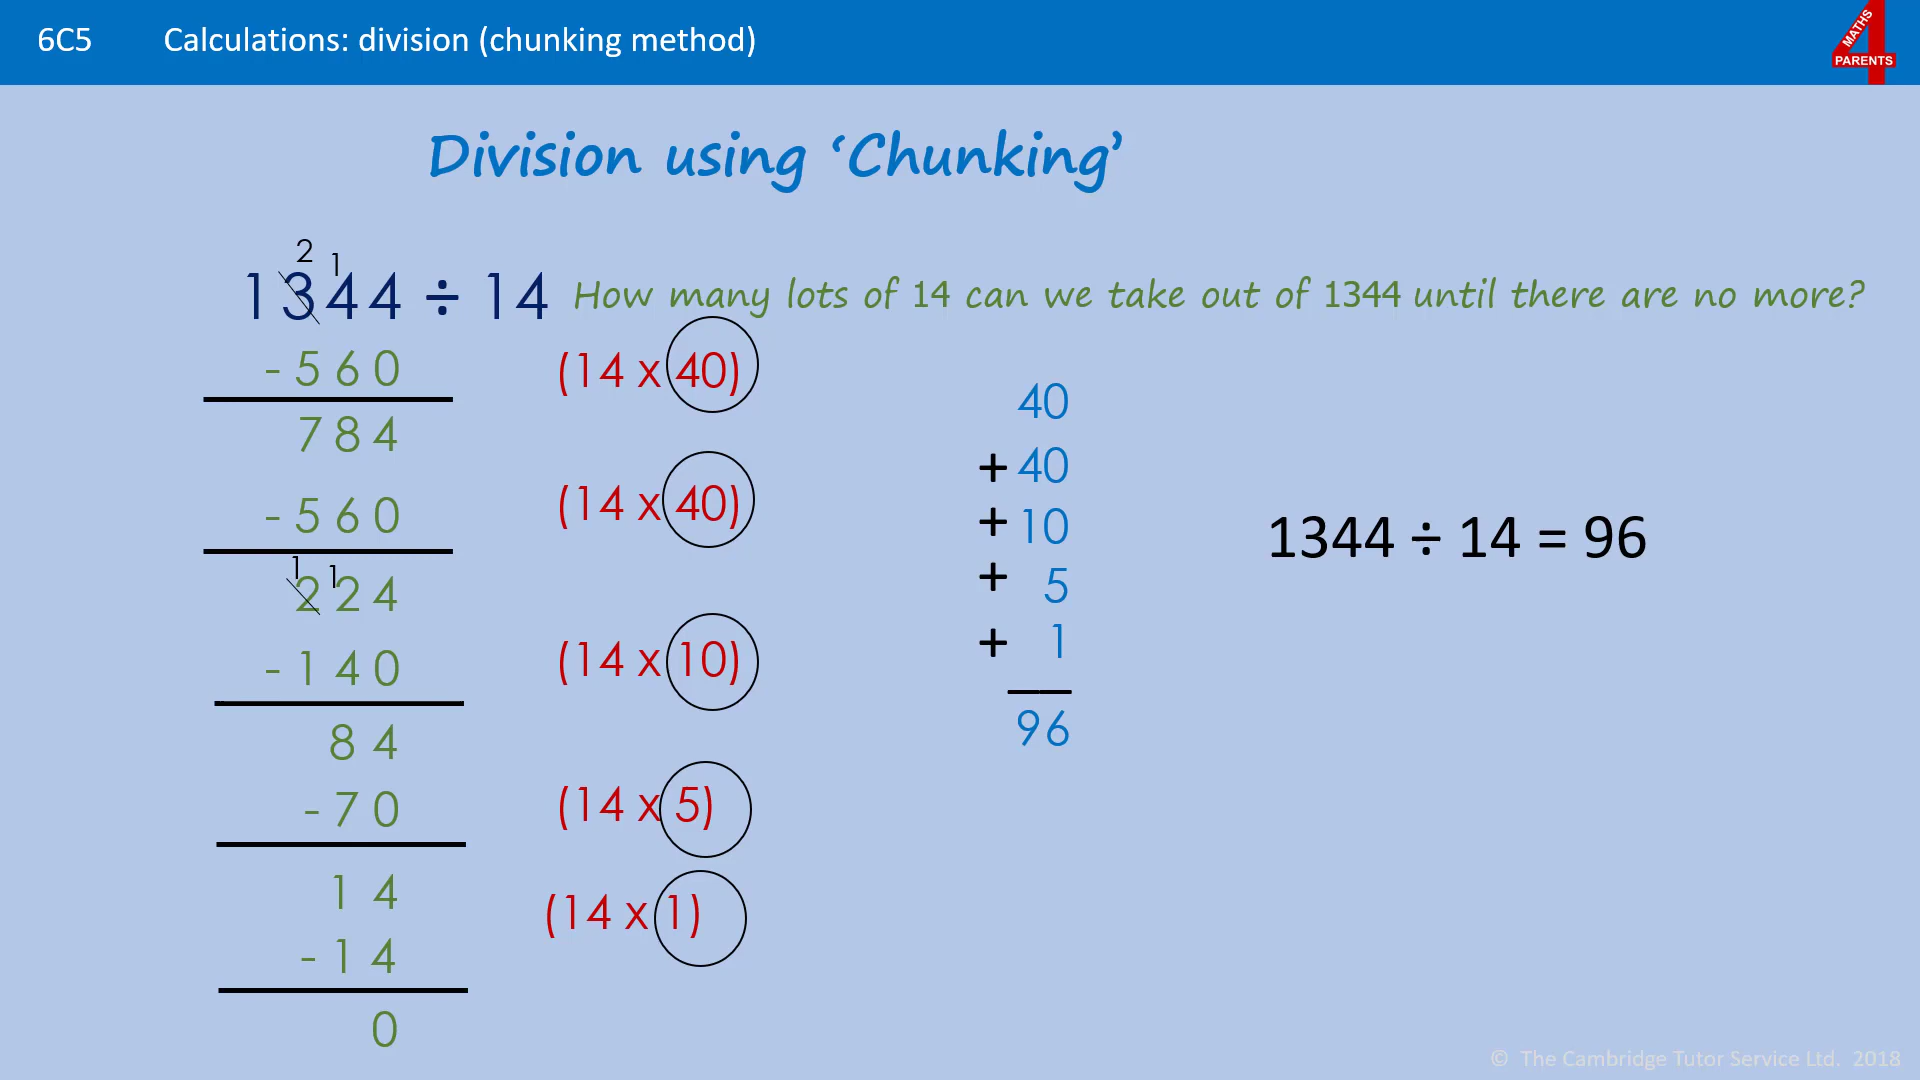 6C5 Calculations: division (chunking method)
MATHS
4
PARENTS
Division using ‘Chunking’
2 1
1344 ÷ 14 How many lots of 14 can we take out of 1344 until there are no more?
- 560 (14 x 40)
784
- 560 (14 x 40)
1 1
224
- 140 (14 x 10)
84
- 70 (14 x 5)
14 (14 x 1)
- 14
0
40
+ 40
+ 10
+ 5
+ 1
96
1344 ÷ 14 = 96
© The Cambridge Tutor Service Ltd. 2018